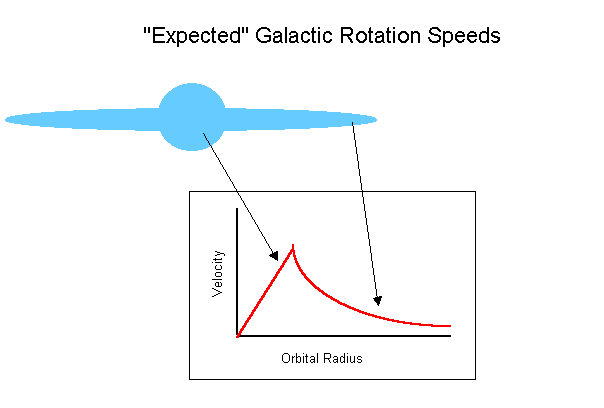 "Expected" Galactic Rotation Speeds
Velocity
Orbital Radius